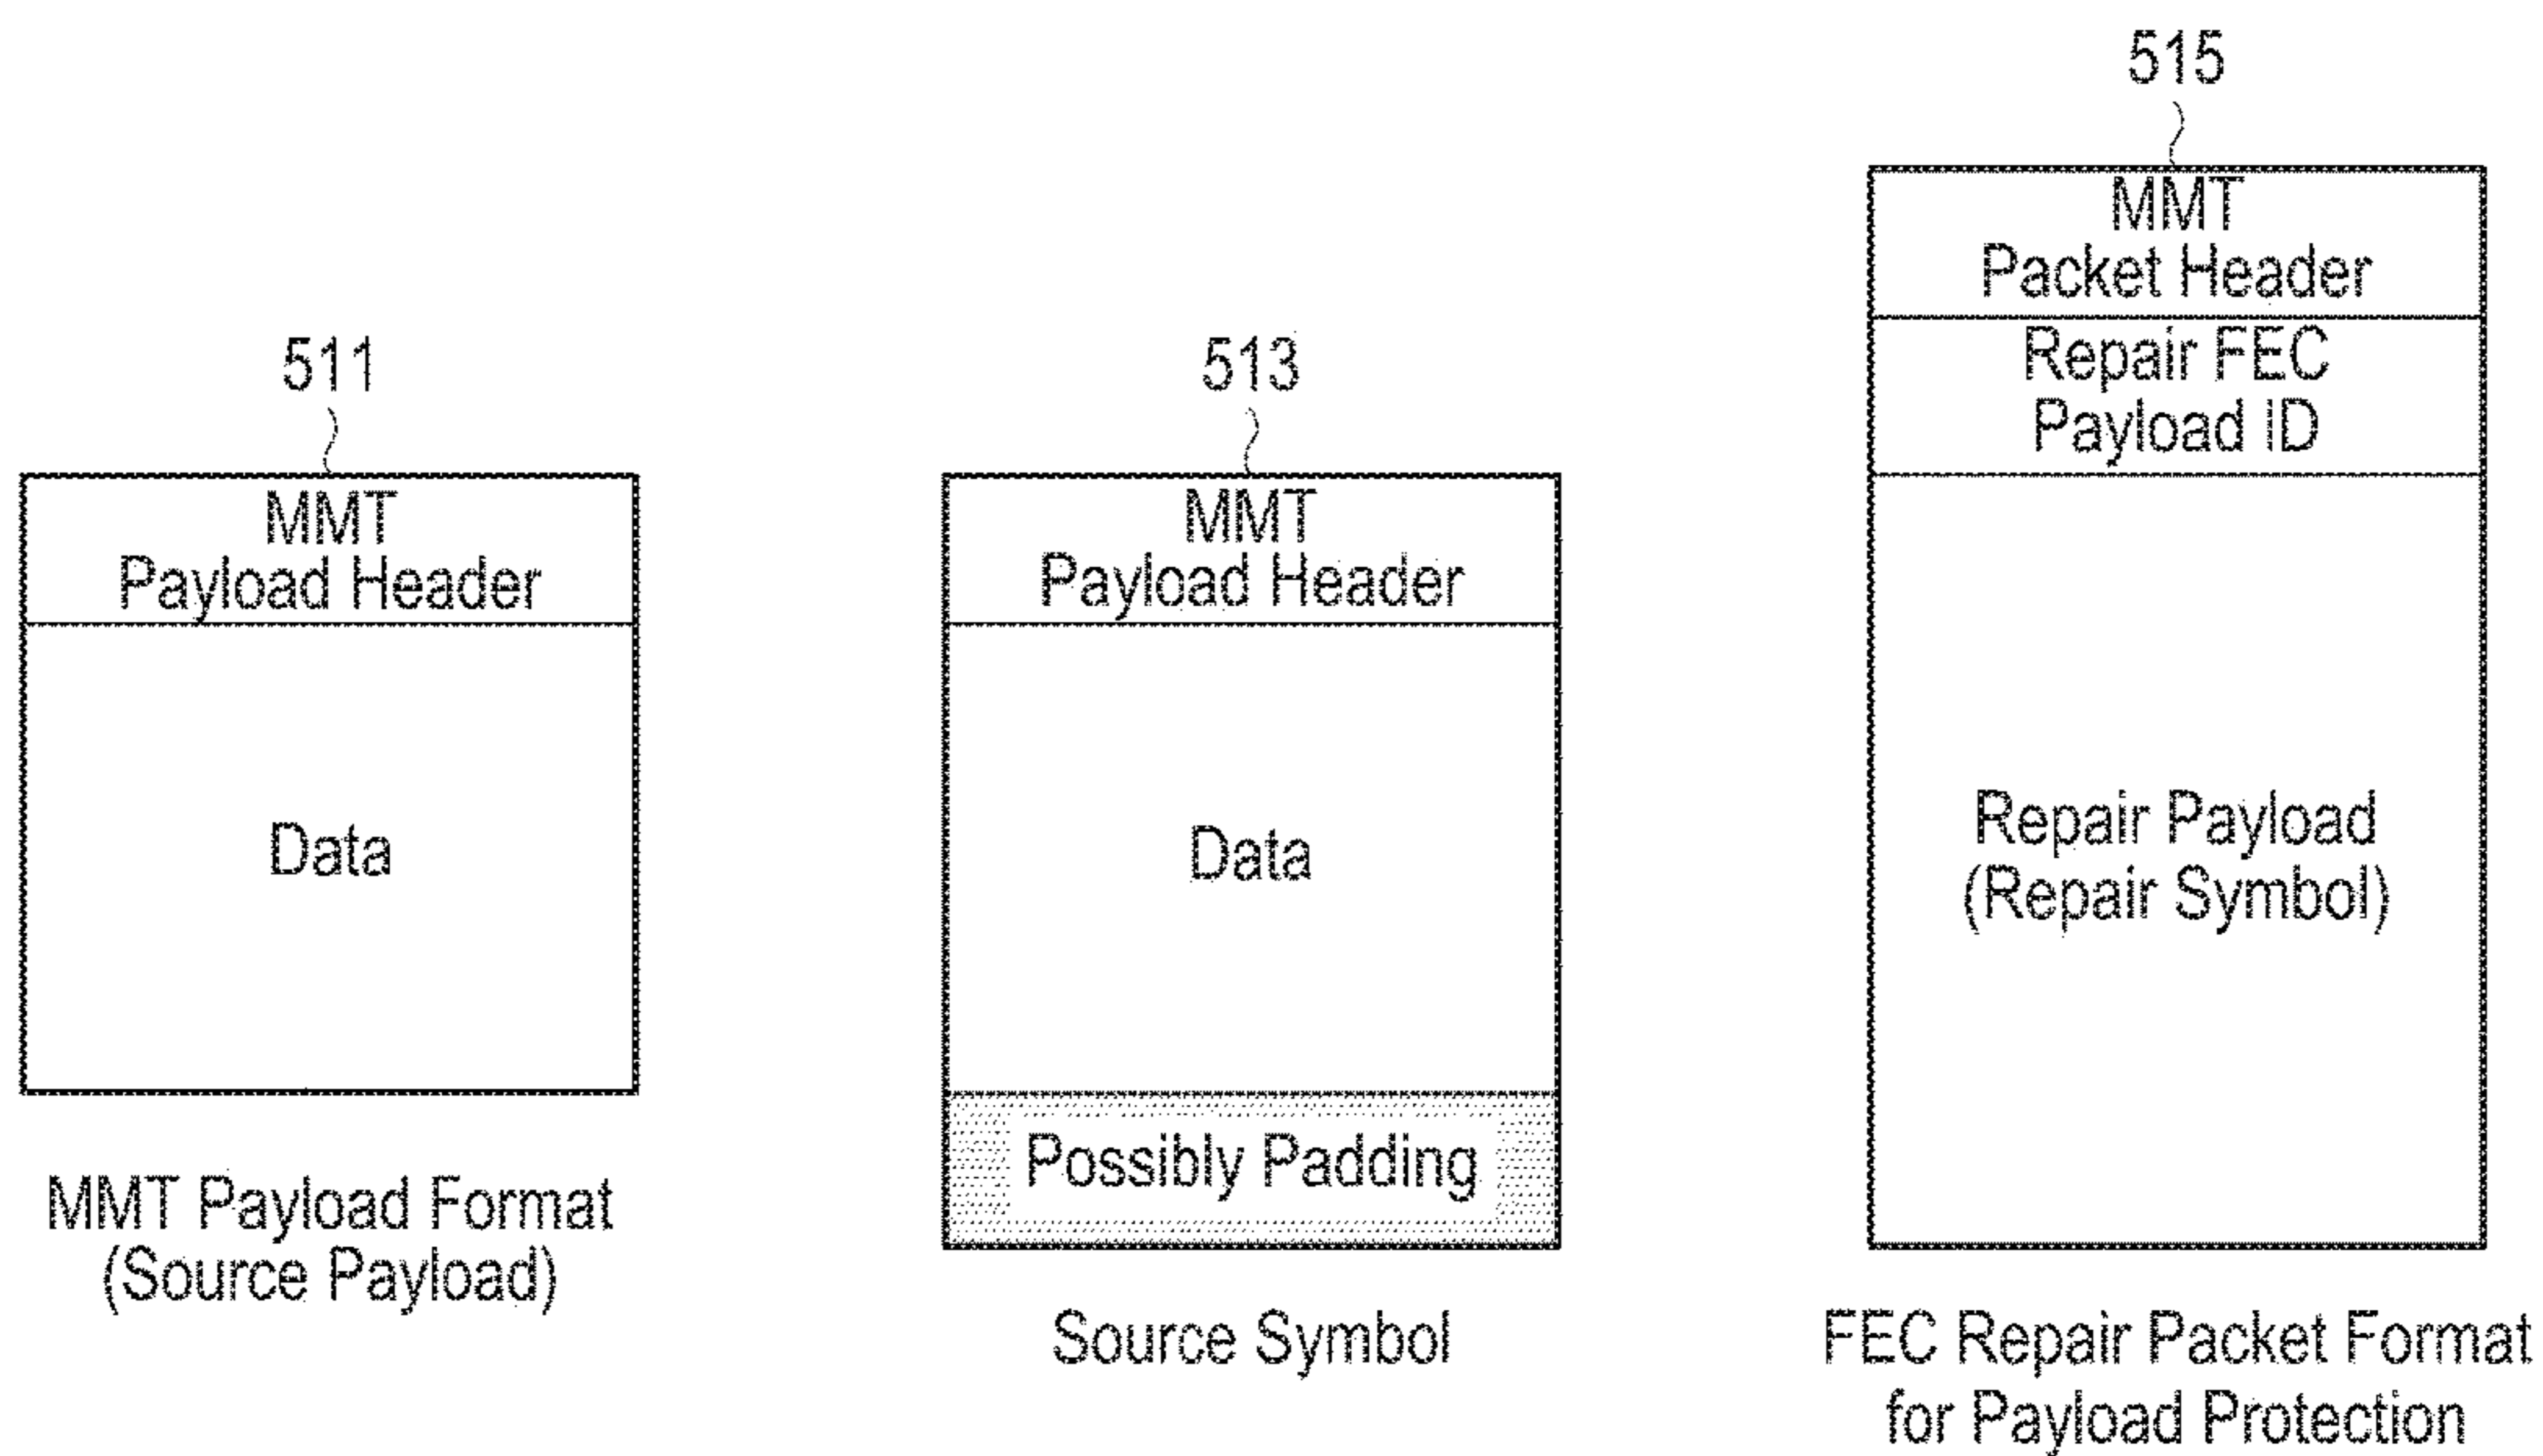 511
MMT
Payload Header
Data
MMT Payload Format
(Source Payload)
513
MMT
Payload Header
Data
Possibly Padding
Source Symbol
515
MMT
Packet Header
Repair FEC
Payload ID
Repair Payload
(Repair Symbol)
FEC Repair Packet Format
for Payload Protection